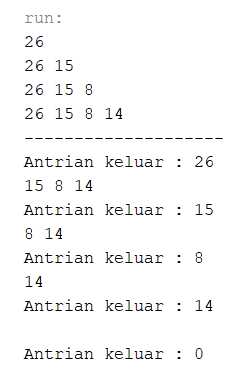 run:
26
26 15
26 15 8
26 15 8 14
--------------------
Antrian keluar : 26
15 8 14
Antrian keluar : 15
8 14
Antrian keluar : 8
14
Antrian keluar : 14
Antrian keluar : 0